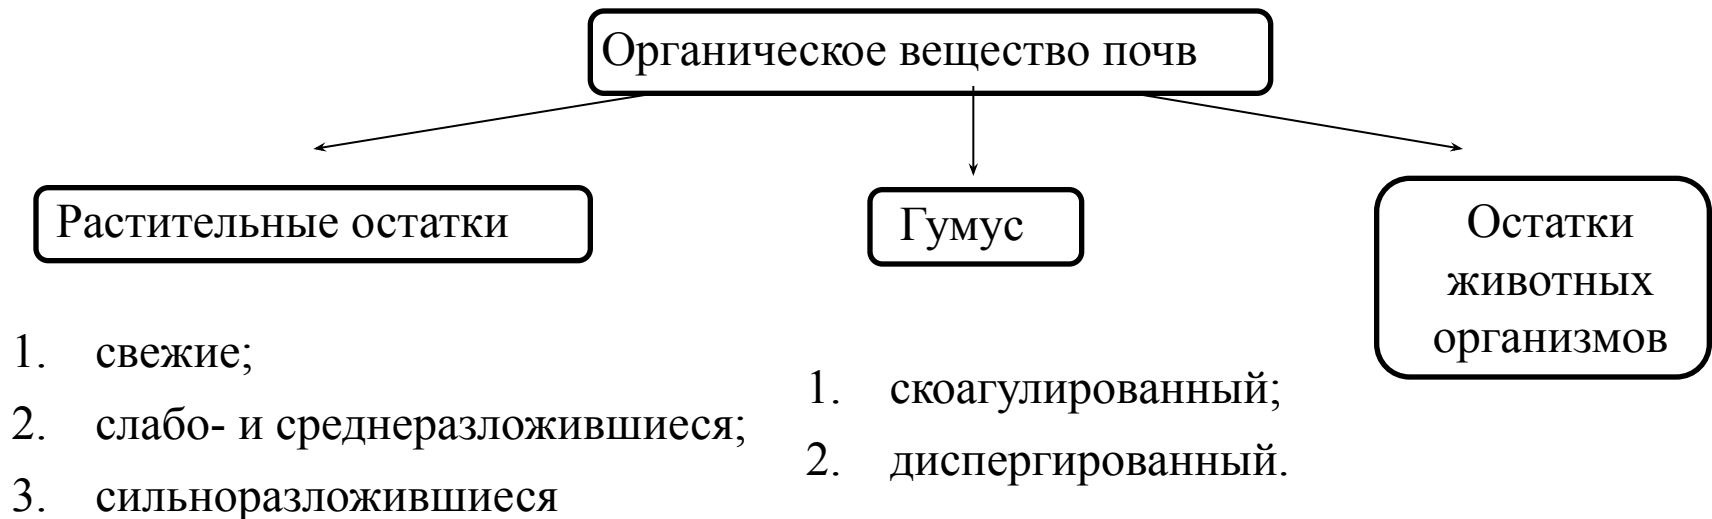 Органическое вещество почв
Растительные остатки
Гумус
Остатки
животных
организмов
1. свежие;
2. слабо- и среднеразложившиеся;
3. сильноразложившиеся
1. скоагулированный;
2. диспергированный.